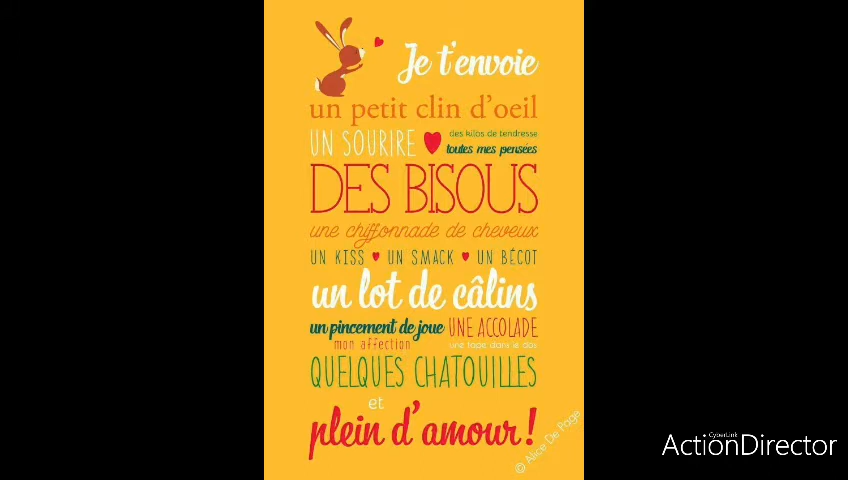 Je t'envoie
un petit clin d'oeil
UN SOURIRE
des kilos de tendresse
toutes mes pensées
DES BISOUS
une chiffonnade de cheveux
UN KISS UN SMACK UN BÉCOT
un lot de câlins
un pincement de joue UNE ACCOLADE
mon affection
une tape dans le dos
QUELQUES CHATOUILLES
et
plein d'amour !
© Alice De Page
CyberLink
ActionDirector